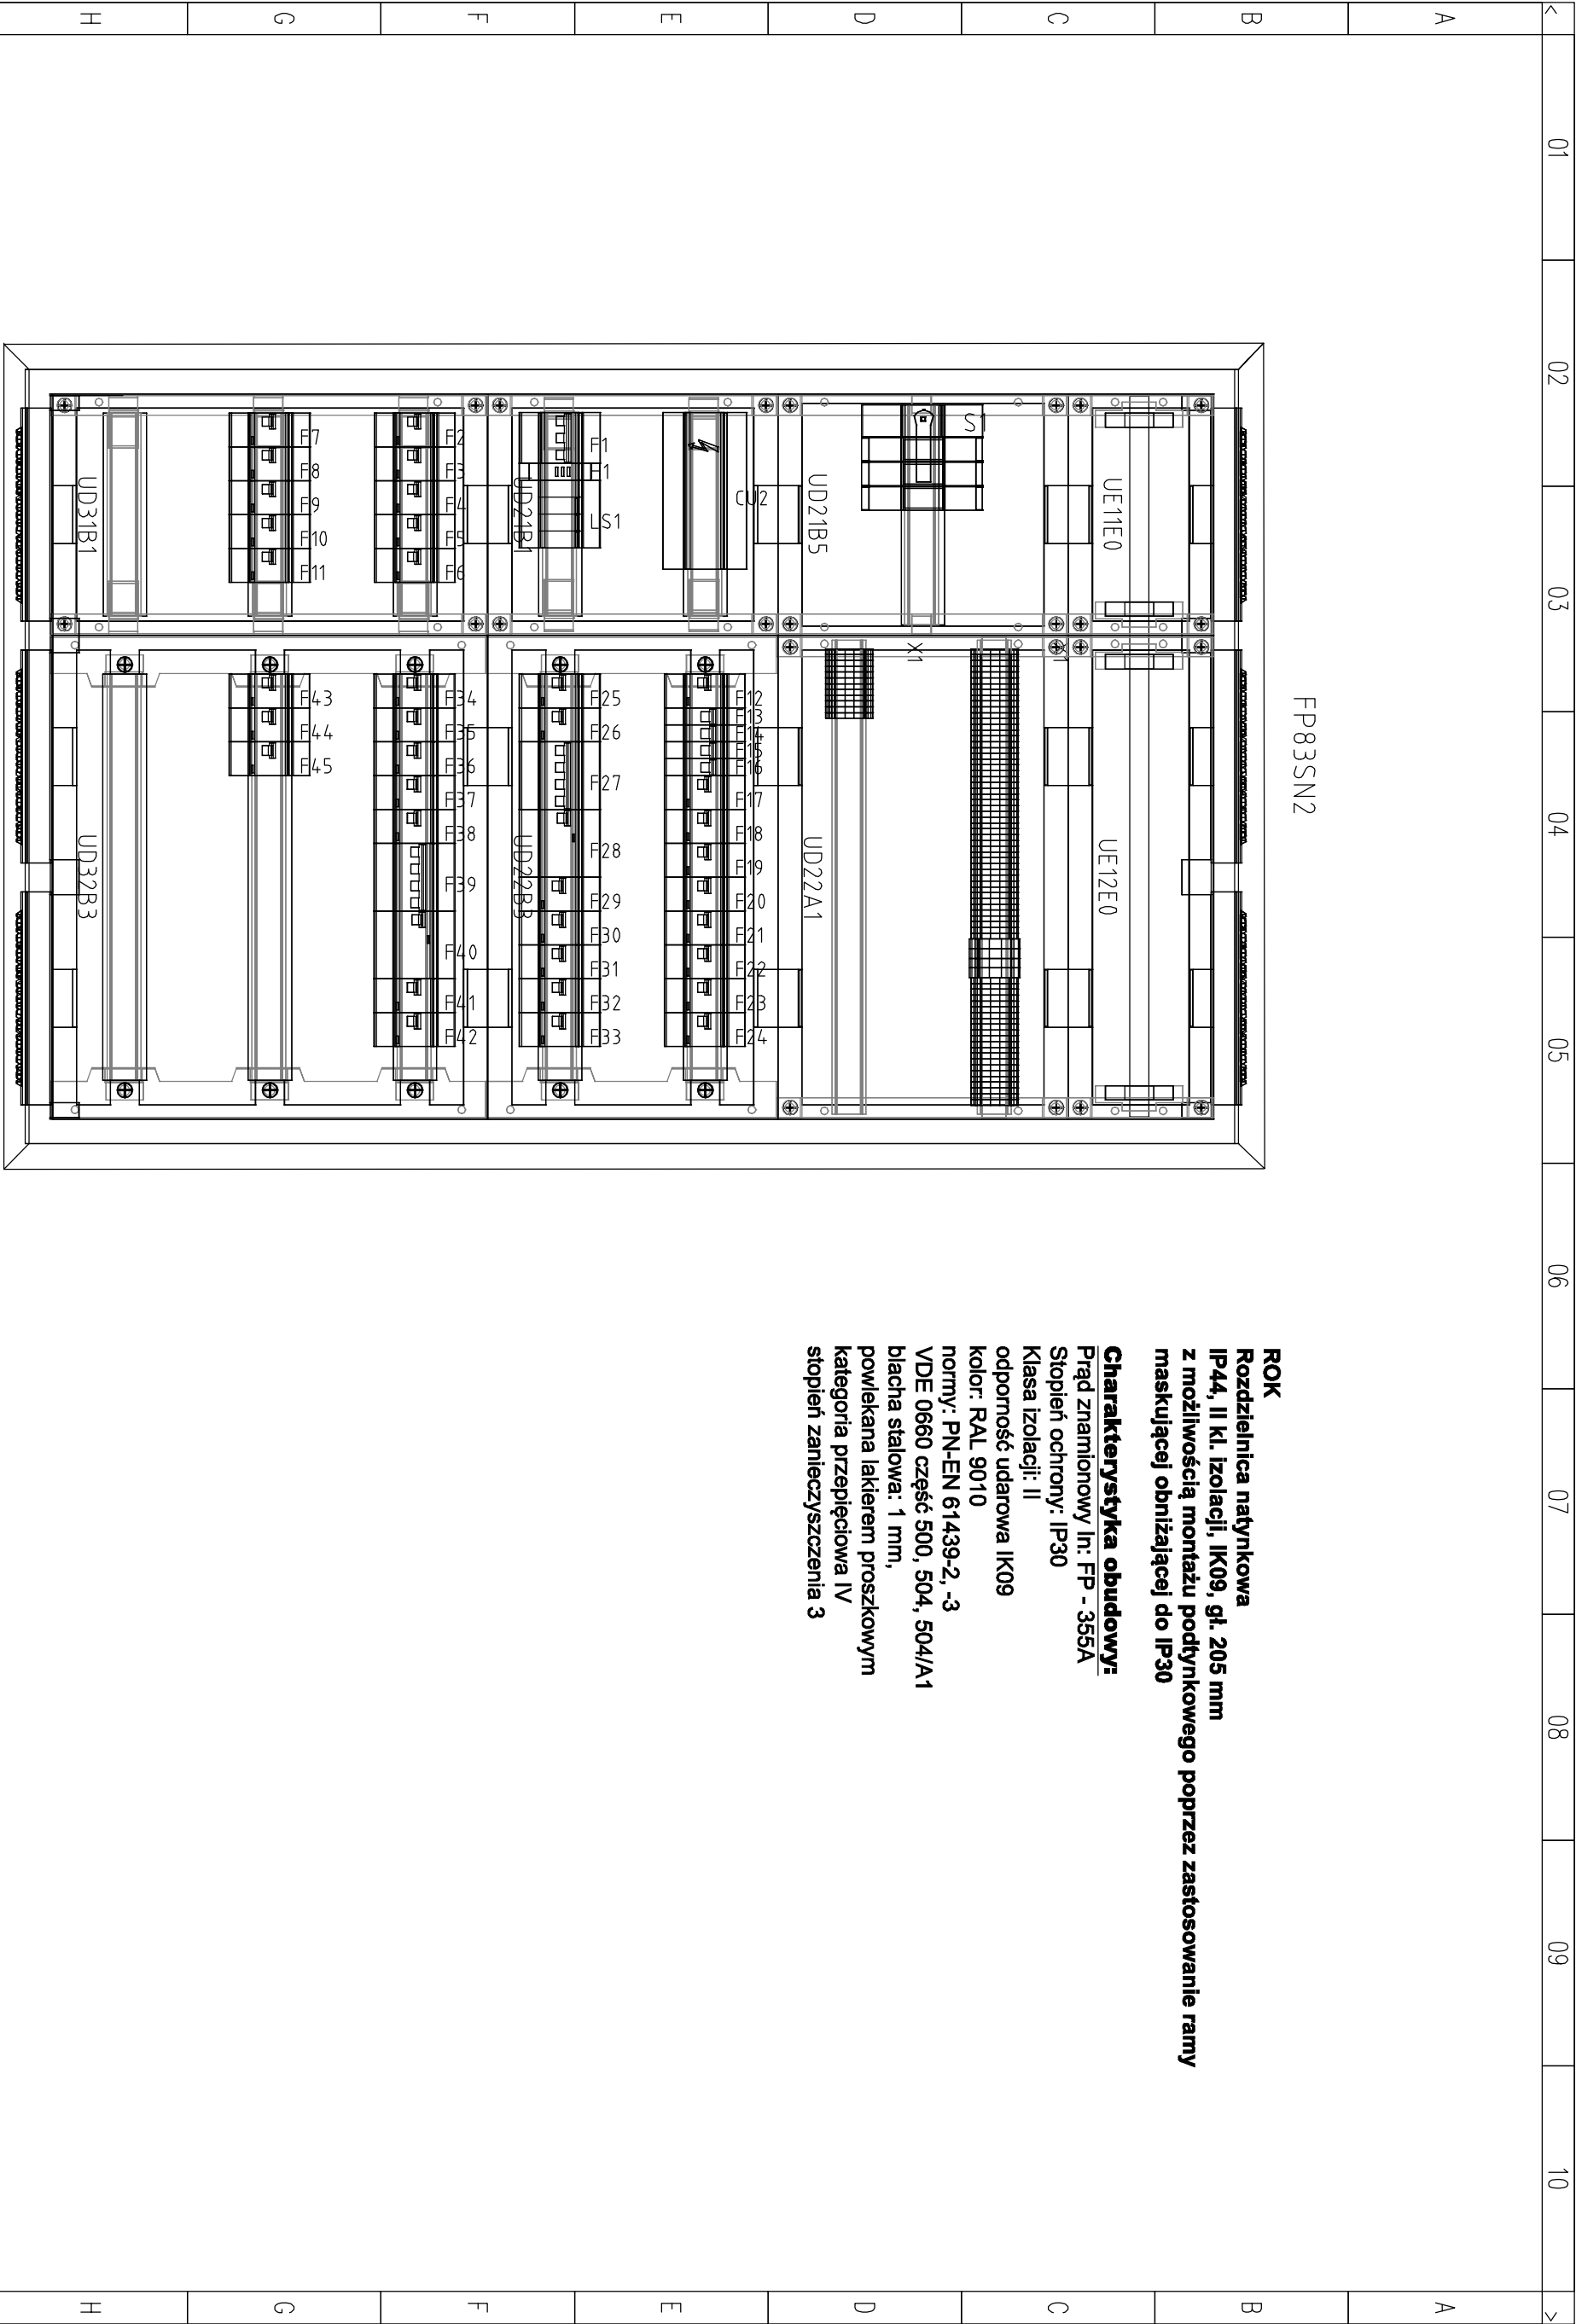 < 01 02 03 04 05 06 07 08 09 10 >
A A
B B
C C
D D
E E
F F
G G
H H
FP83SN2
UE11E0
UE12E0
S1
X1
UD21B5
UD22A1
CU2
F12
F13
F14
F15
F16
F17
F18
F19
F20
F21
F22
F23
F24
F1
F1
LS1
UD21B1
F25
F26
F27
F28
F29
F30
F31
F32
F33
UD22B3
F2
F3
F4
F5
F6
F34
F35
F36
F37
F38
F39
F40
F41
F42
F7
F8
F9
F10
F11
F43
F44
F45
UD31B1
UD32B3
ROK
Rozdzielnica natynkowa
IP44, II kl. izolacji, IK09, gł. 205 mm
z możliwością montażu podtynkowego poprzez zastosowanie ramy
maskującej obniżającej do IP30
Charakterystyka obudowy:
Prąd znamionowy In: FP - 355A
Stopień ochrony: IP30
Klasa izolacji: II
odporność udarowa IK09
kolor: RAL 9010
normy: PN-EN 61439-2, -3
VDE 0660 część 500, 504, 504/A1
blacha stalowa: 1 mm,
powlekana lakierem proszkowym
kategoria przepięciowa IV
stopień zanieczyszczenia 3